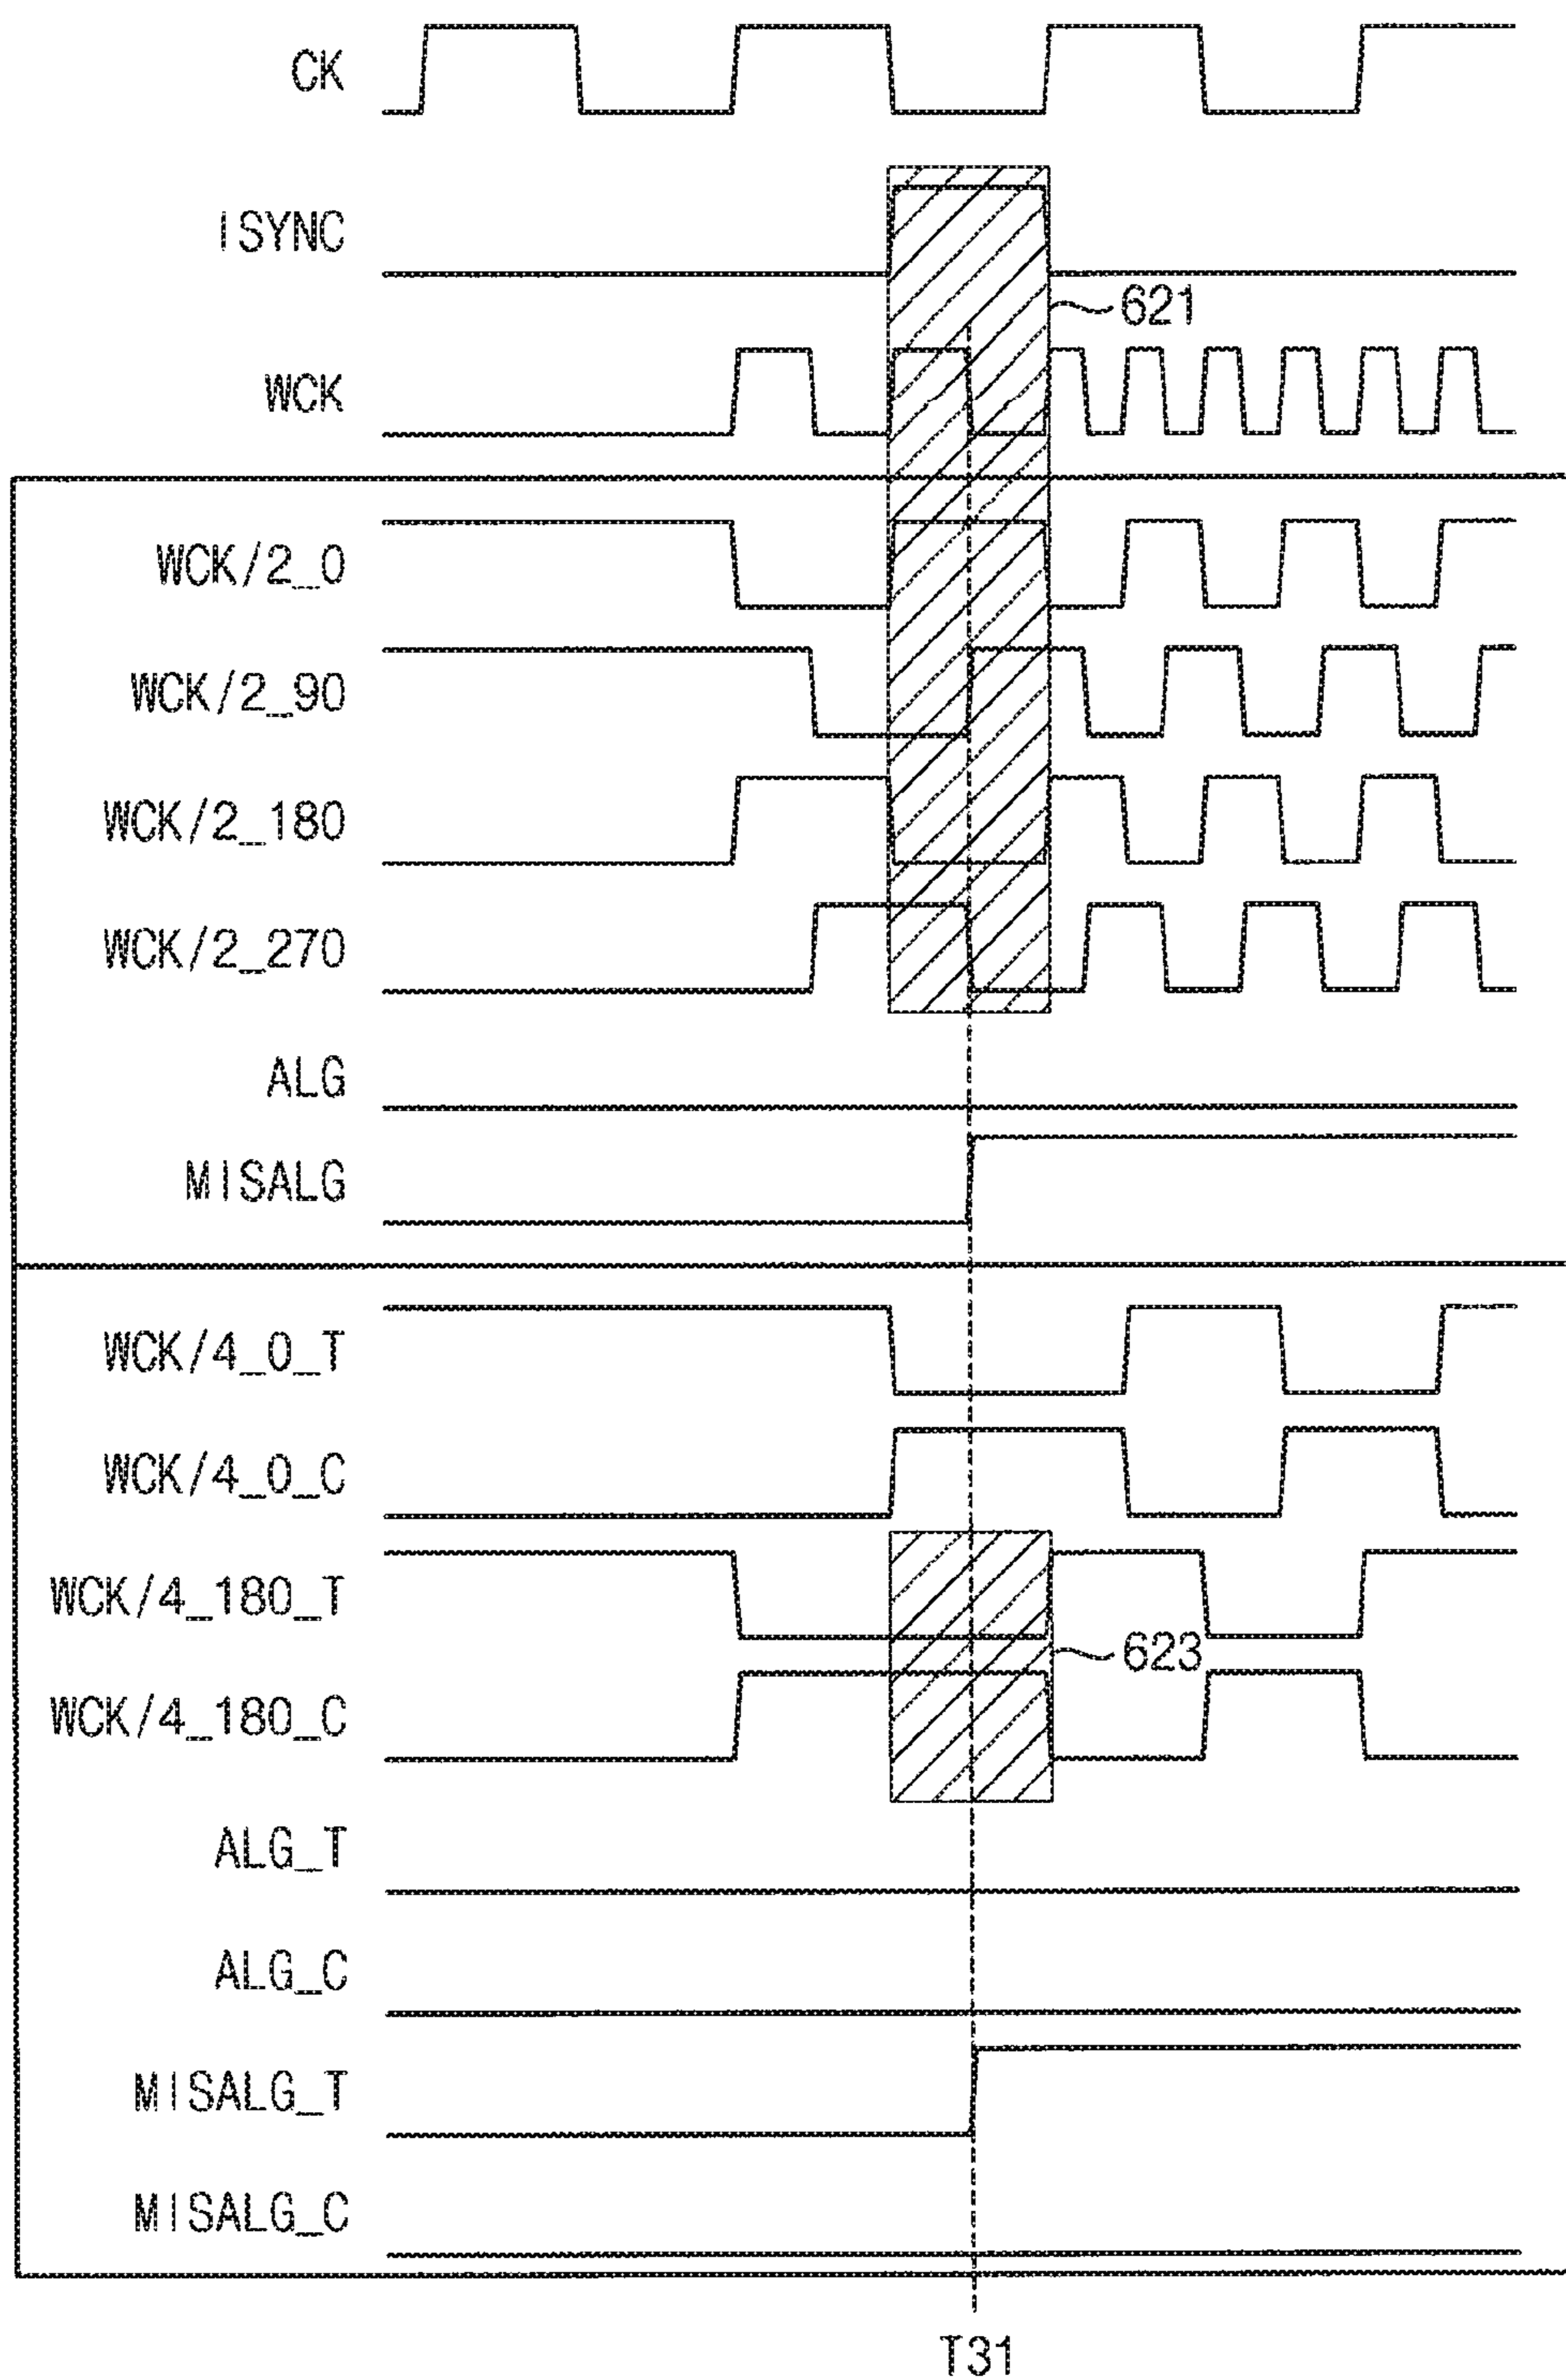 CK
ISYNC
621
WCK
WCK/2_0
WCK/2_90
WCK/2_180
WCK/2_270
ALG
MISALG
WCK/4_0_T
WCK/4_0_C
WCK/4_180_T
623
WCK/4_180_C
ALG_T
ALG_C
MISALG_T
MISALG_C
T31